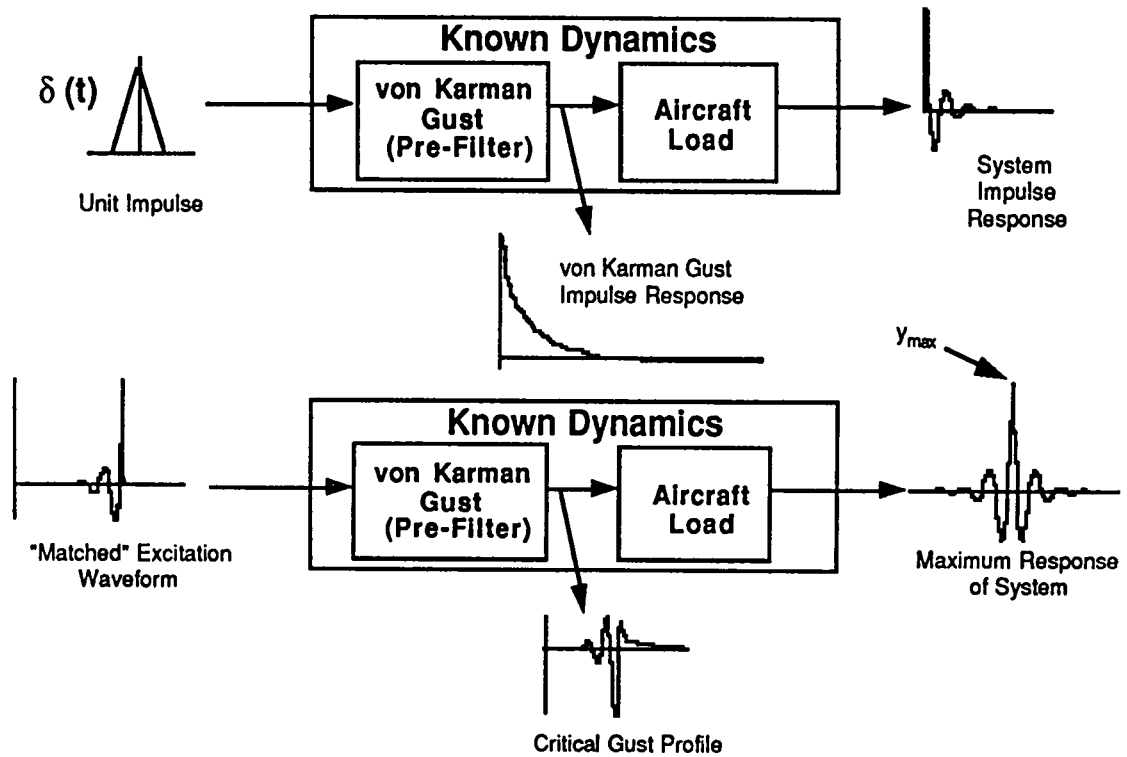 Known Dynamics
δ (t)
von Karman
Gust
(Pre-Filter)
Aircraft
Load
Unit Impulse
System
Impulse
Response
von Karman Gust
Impulse Response
ymax
Known Dynamics
von Karman
Gust
(Pre-Filter)
Aircraft
Load
"Matched" Excitation
Waveform
Maximum Response
of System
Critical Gust Profile